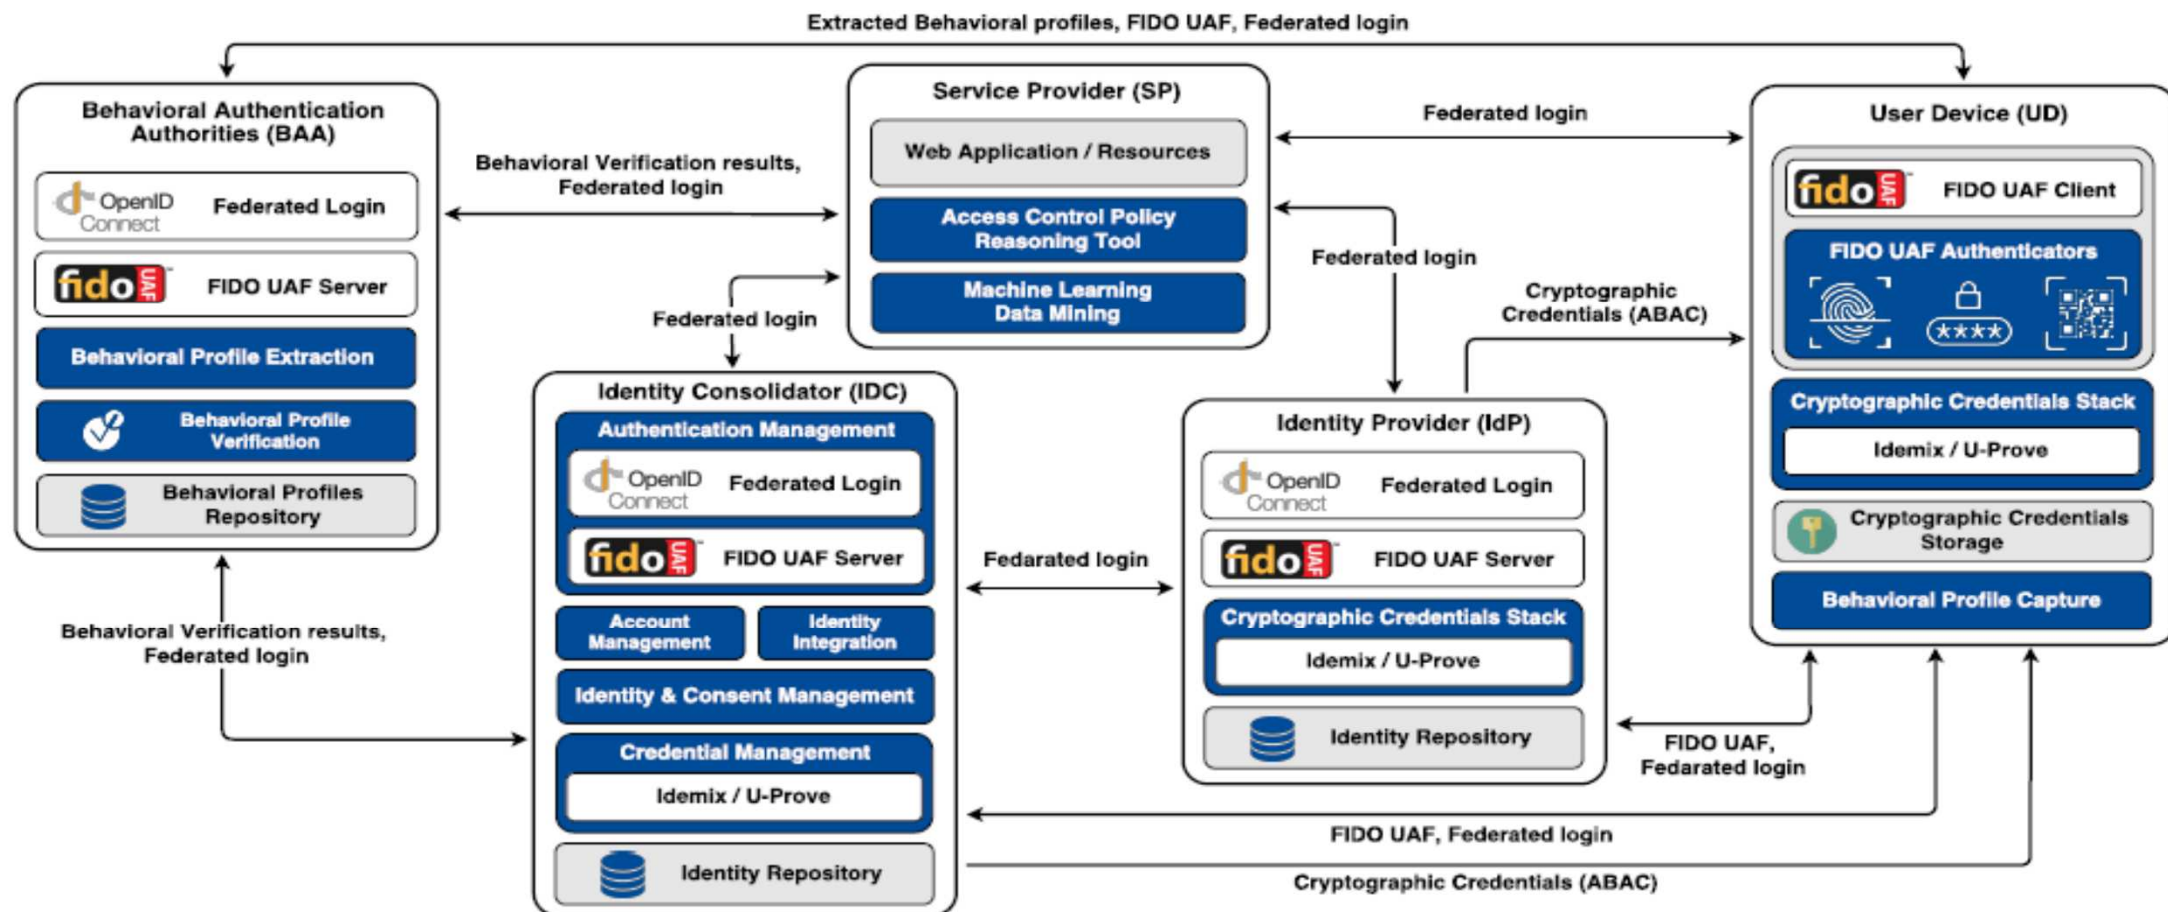 Extracted Behavioral profiles, FIDO UAF, Federated login
Behavioral Authentication
Authorities (BAA)
OpenID
Connect
Federated Login
fido UAF™
FIDO UAF Server
Behavioral Profile Extraction
Behavioral Profile
Verification
Behavioral Profiles
Repository
Behavioral Verification results,
Federated login
Behavioral Verification results,
Federated login
Service Provider (SP)
Web Application / Resources
Access Control Policy
Reasoning Tool
Machine Learning
Data Mining
Federated login
Identity Consolidator (IDC)
Authentication Management
OpenID
Connect
Federated Login
fido UAF™
FIDO UAF Server
Account
Management
Identity
Integration
Identity & Consent Management
Credential Management
Idemix / U-Prove
Identity Repository
Fedarated login
Federated login
Federated login
Cryptographic
Credentials (ABAC)
Identity Provider (IdP)
OpenID
Connect
Federated Login
fido UAF™
FIDO UAF Server
Cryptographic Credentials Stack
Idemix / U-Prove
Identity Repository
User Device (UD)
fido UAF™
FIDO UAF Client
FIDO UAF Authenticators
****
Cryptographic Credentials Stack
Idemix / U-Prove
Cryptographic Credentials
Storage
Behavioral Profile Capture
FIDO UAF,
Fedarated login
FIDO UAF, Federated login
Cryptographic Credentials (ABAC)